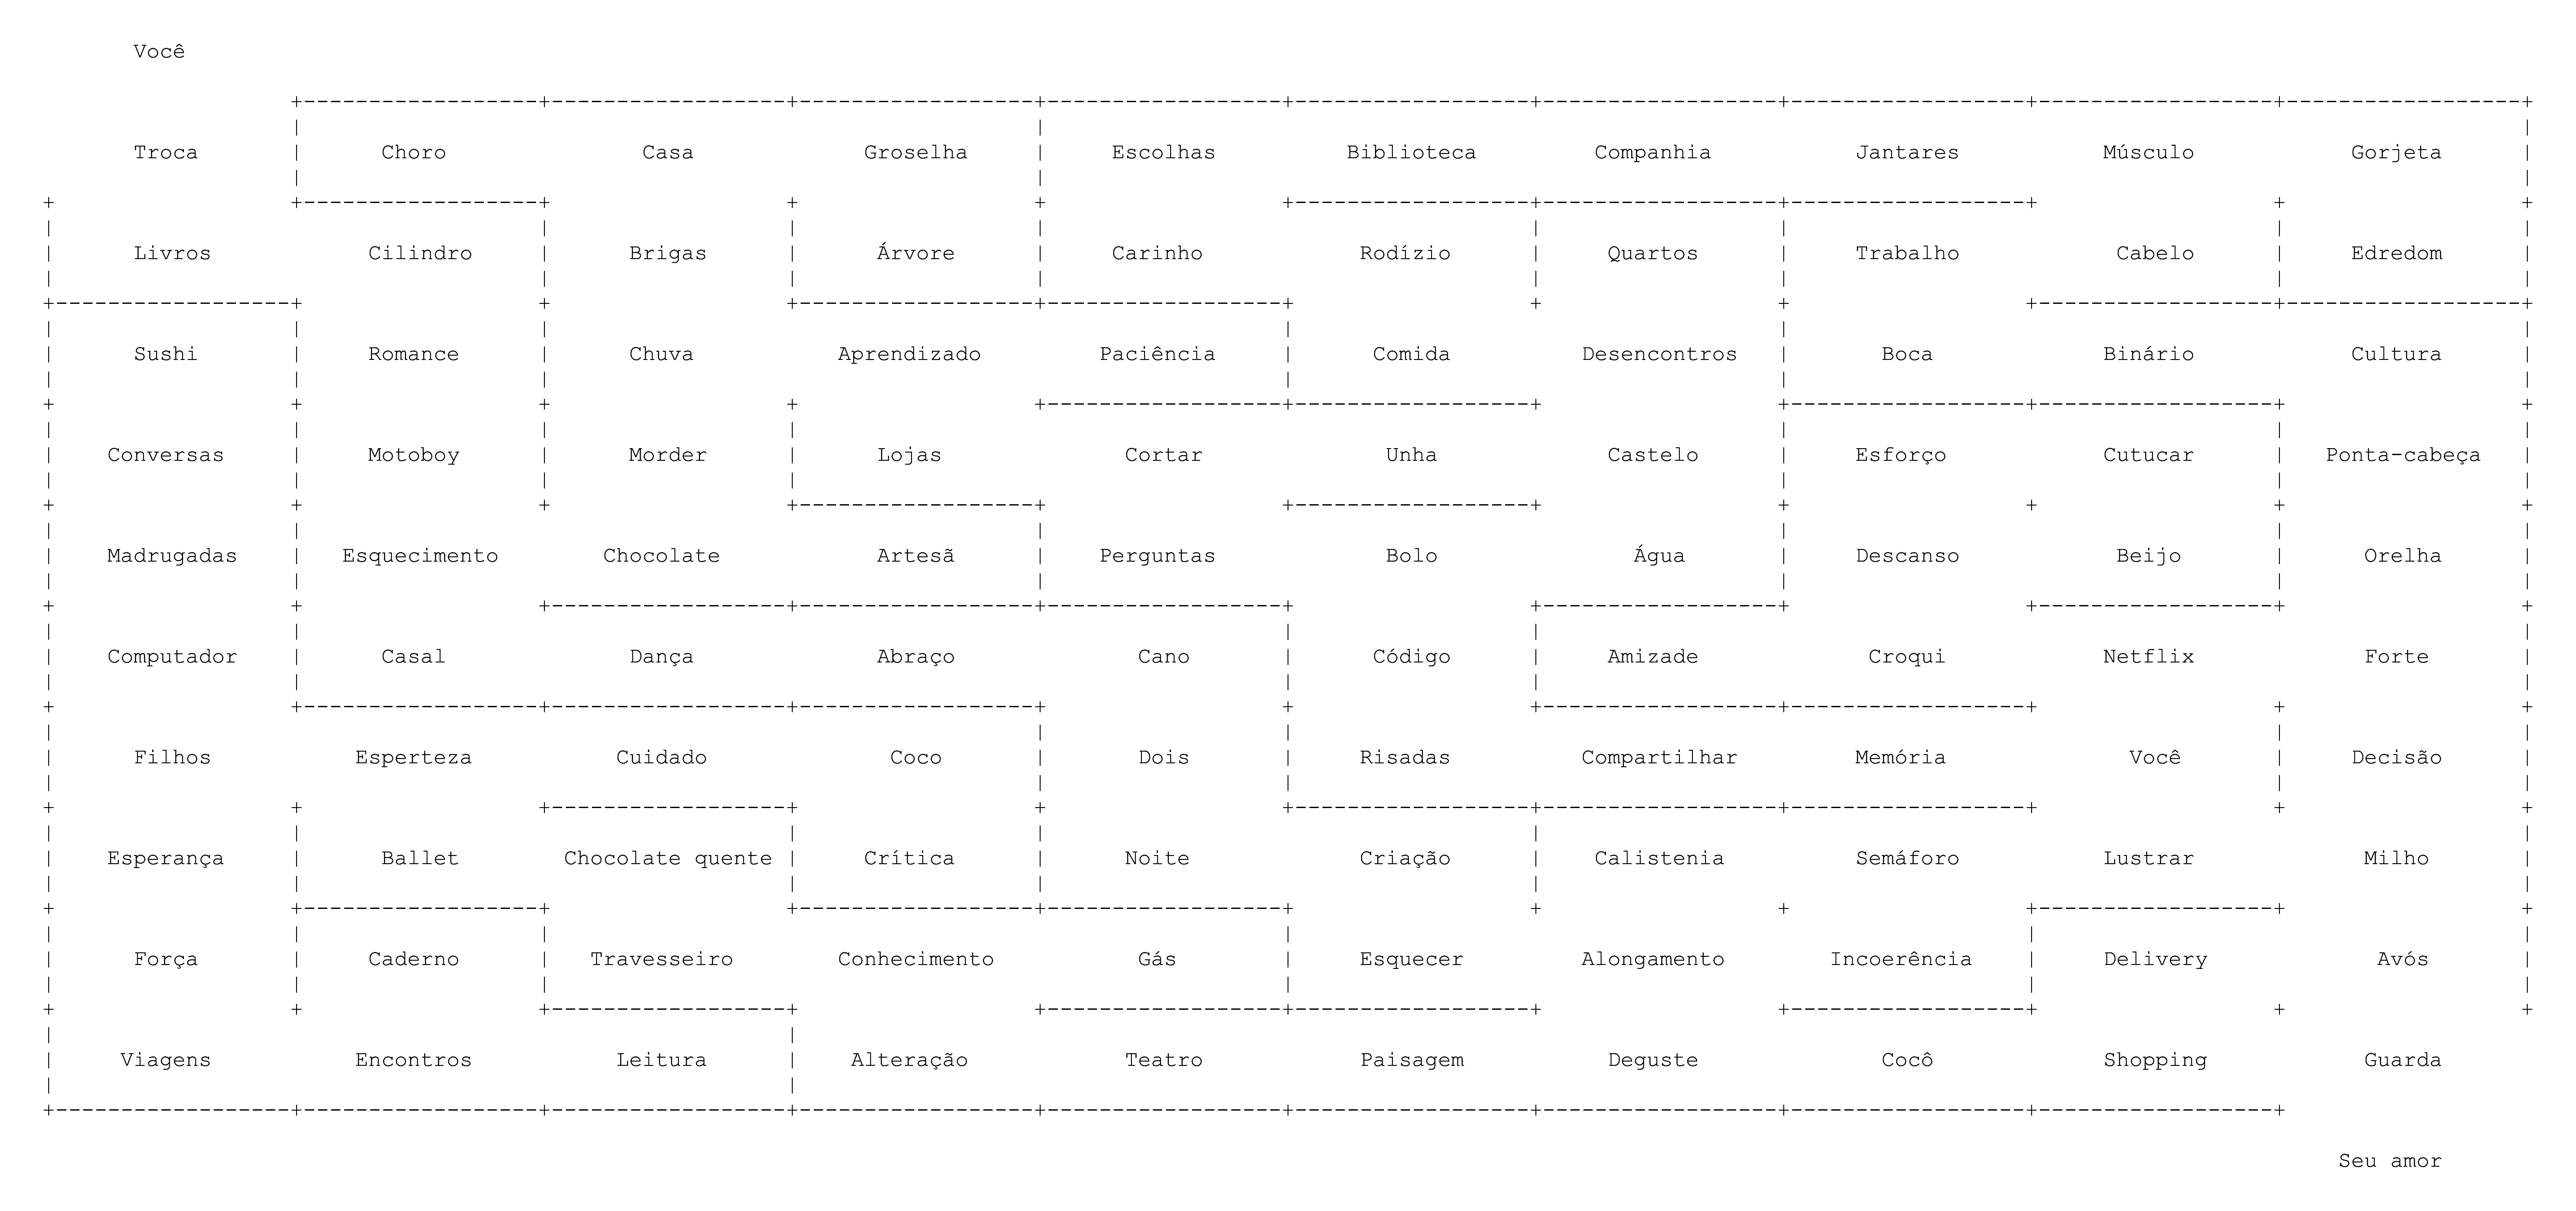 Você
Troca Choro Casa Groselha Escolhas Biblioteca Companhia Jantares Músculo Gorjeta
Livros Cilindro Brigas Árvore Carinho Rodízio Quartos Trabalho Cabelo Edredom
Sushi Romance Chuva Aprendizado Paciência Comida Desencontros Boca Binário Cultura
Conversas Motoboy Morder Lojas Cortar Unha Castelo Esforço Cutucar Ponta-cabeça
Madrugadas Esquecimento Chocolate Artesã Perguntas Bolo Água Descanso Beijo Orelha
Computador Casal Dança Abraço Cano Código Amizade Croqui Netflix Forte
Filhos Esperteza Cuidado Coco Dois Risadas Compartilhar Memória Você Decisão
Esperança Ballet Chocolate quente Crítica Noite Criação Calistenia Semáforo Lustrar Milho
Força Caderno Travesseiro Conhecimento Gás Esquecer Alongamento Incoerência Delivery Avós
Viagens Encontros Leitura Alteração Teatro Paisagem Deguste Cocô Shopping Guarda
Seu amor